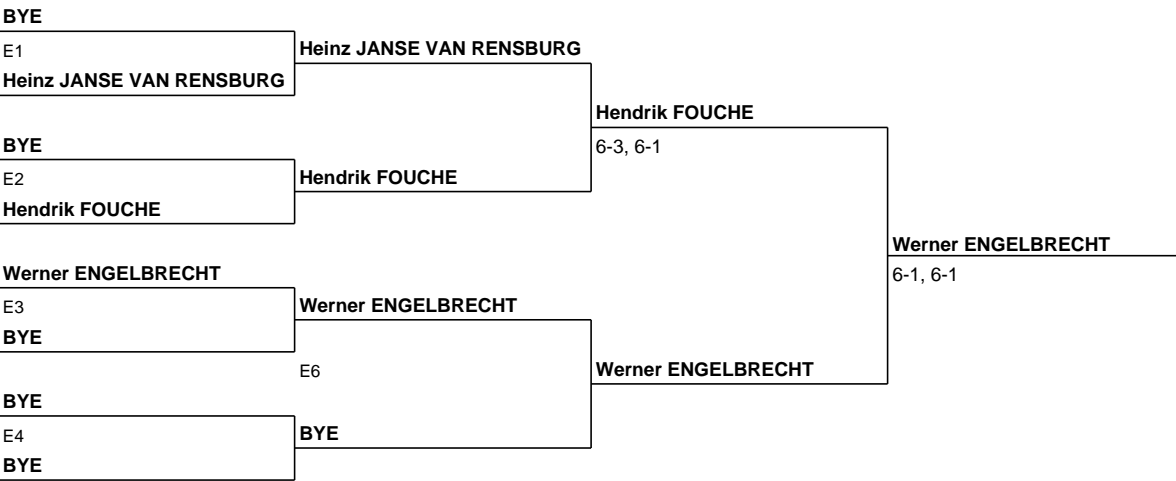 BYE
E1
Heinz JANSE VAN RENSBURG
Heinz JANSE VAN RENSBURG
Hendrik FOUCHE
6-3, 6-1
BYE
E2
Hendrik FOUCHE
Hendrik FOUCHE
Werner ENGELBRECHT
6-1, 6-1
Werner ENGELBRECHT
E3
BYE
Werner ENGELBRECHT
E6
Werner ENGELBRECHT
BYE
E4
BYE
BYE